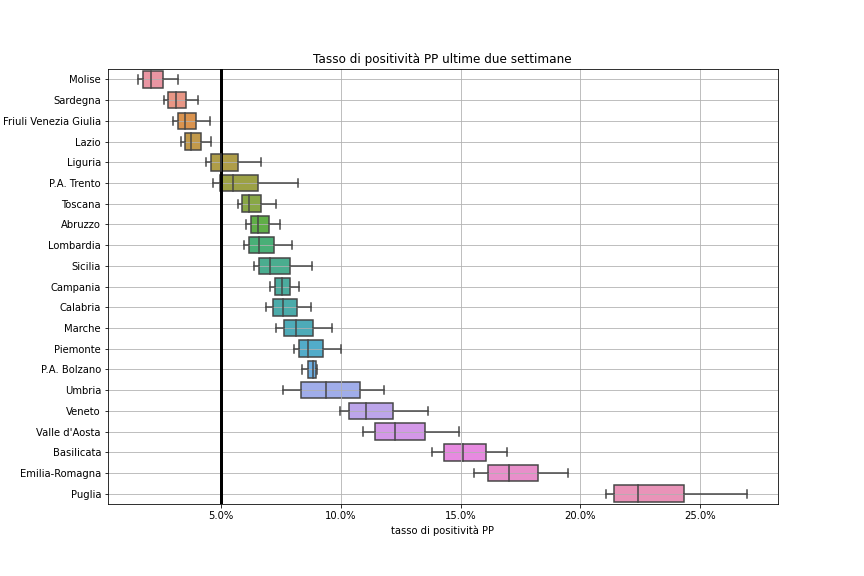 Tasso di positività PP ultime due settimane
Molise
Sardegna
Friuli Venezia Giulia
Lazio
Liguria
P.A. Trento
Toscana
Abruzzo
Lombardia
Sicilia
Campania
Calabria
Marche
Piemonte
P.A. Bolzano
Umbria
Veneto
Valle d'Aosta
Basilicata
Emilia-Romagna
Puglia
5.0% 10.0% 15.0% 20.0% 25.0%
tasso di positività PP